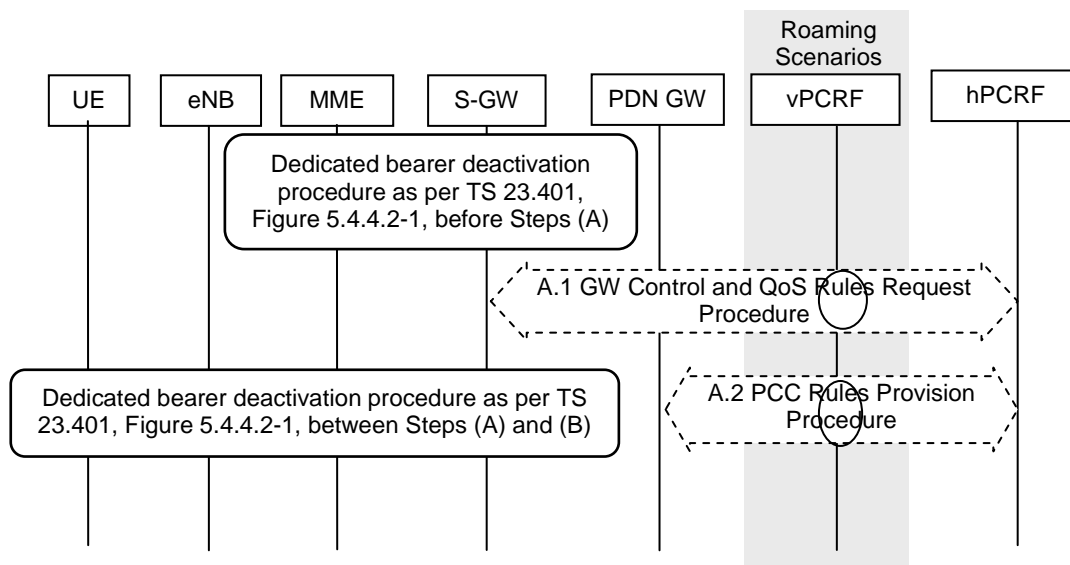 Roaming
Scenarios
UE
eNB
MME
S-GW
PDN GW
vPCRF
hPCRF
Dedicated bearer deactivation
procedure as per TS 23.401,
Figure 5.4.4.2-1, before Steps (A)
A.1 GW Control and QoS Rules Request
Procedure
Dedicated bearer deactivation procedure as per TS
23.401, Figure 5.4.4.2-1, between Steps (A) and (B)
A.2 PCC Rules Provision
Procedure